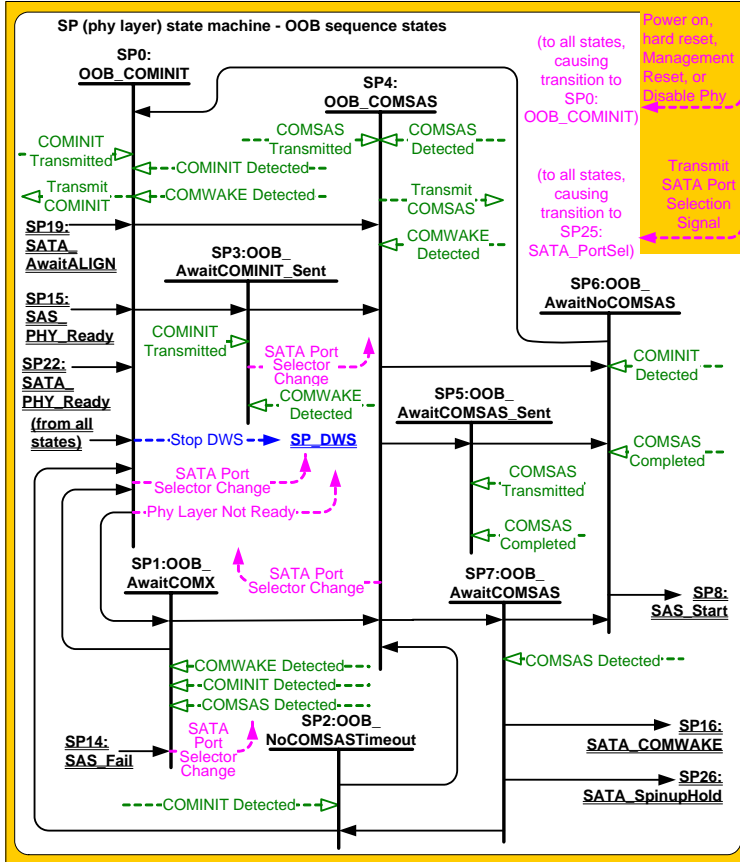 SP (phy layer) state machine - OOB sequence states
Power on,
hard reset,
Management
Reset, or
Disable Phy
(to all states,
causing
transition to
SP0:
OOB_COMINIT)
SP0:
OOB_COMINIT
SP4:
OOB_COMSAS
COMINIT
Transmitted
COMINIT Detected
Transmit
COMINIT
COMWAKE Detected
COMSAS
Transmitted
COMSAS
Detected
Transmit
COMSAS
COMWAKE
Detected
(to all states,
causing
transition to
SP25:
SATA_PortSel)
Transmit
SATA Port
Selection
Signal
SP19:
SATA_
AwaitALIGN
SP3:OOB_
AwaitCOMINIT_Sent
SP6:OOB_
AwaitNoCOMSAS
SP15:
SAS_
PHY_Ready
COMINIT
Transmitted
SATA Port
Selector
Change
COMWAKE
Detected
COMINIT
Detected
SP22:
SATA_
PHY_Ready
(from all
states)
Stop DWS
SP_DWS
SP5:OOB_
AwaitCOMSAS_Sent
COMSAS
Completed
SATA Port
Selector Change
Phy Layer Not Ready
COMSAS
Transmitted
COMSAS
Completed
SP1:OOB_
AwaitCOMX
SATA Port
Selector Change
SP7:OOB_
AwaitCOMSAS
SP8:
SAS_Start
COMWAKE Detected
COMINIT Detected
COMSAS Detected
COMSAS Detected
SP14:
SAS_Fail
SATA
Port
Selector
Change
SP2:OOB_
NoCOMSASTimeout
SP16:
SATA_COMWAKE
SP26:
SATA_SpinupHold
COMINIT Detected